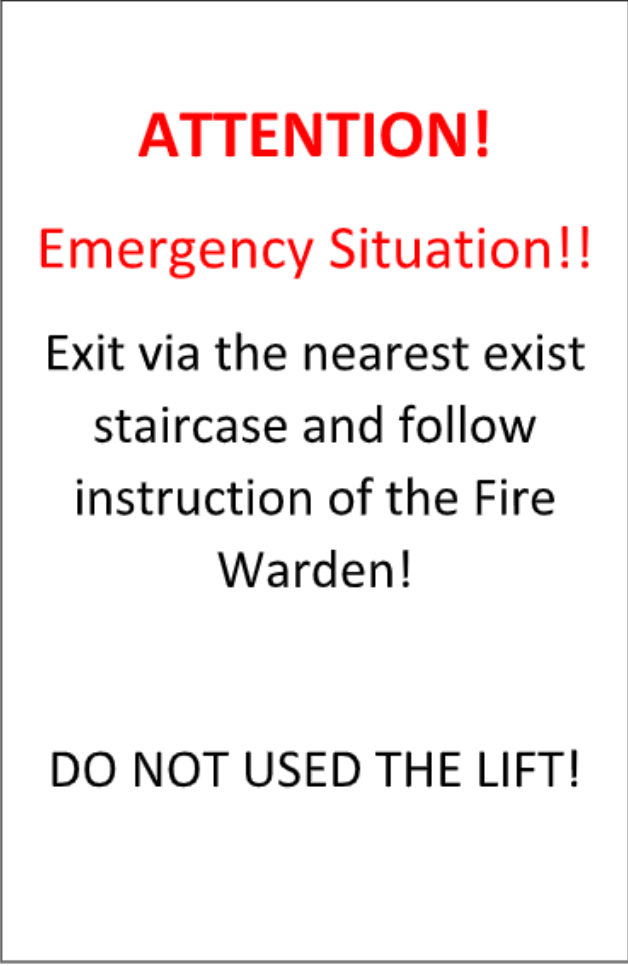 ATTENTION!
Emergency Situation!!
Exit via the nearest exist
staircase and follow
instruction of the Fire
Warden!
DO NOT USED THE LIFT!